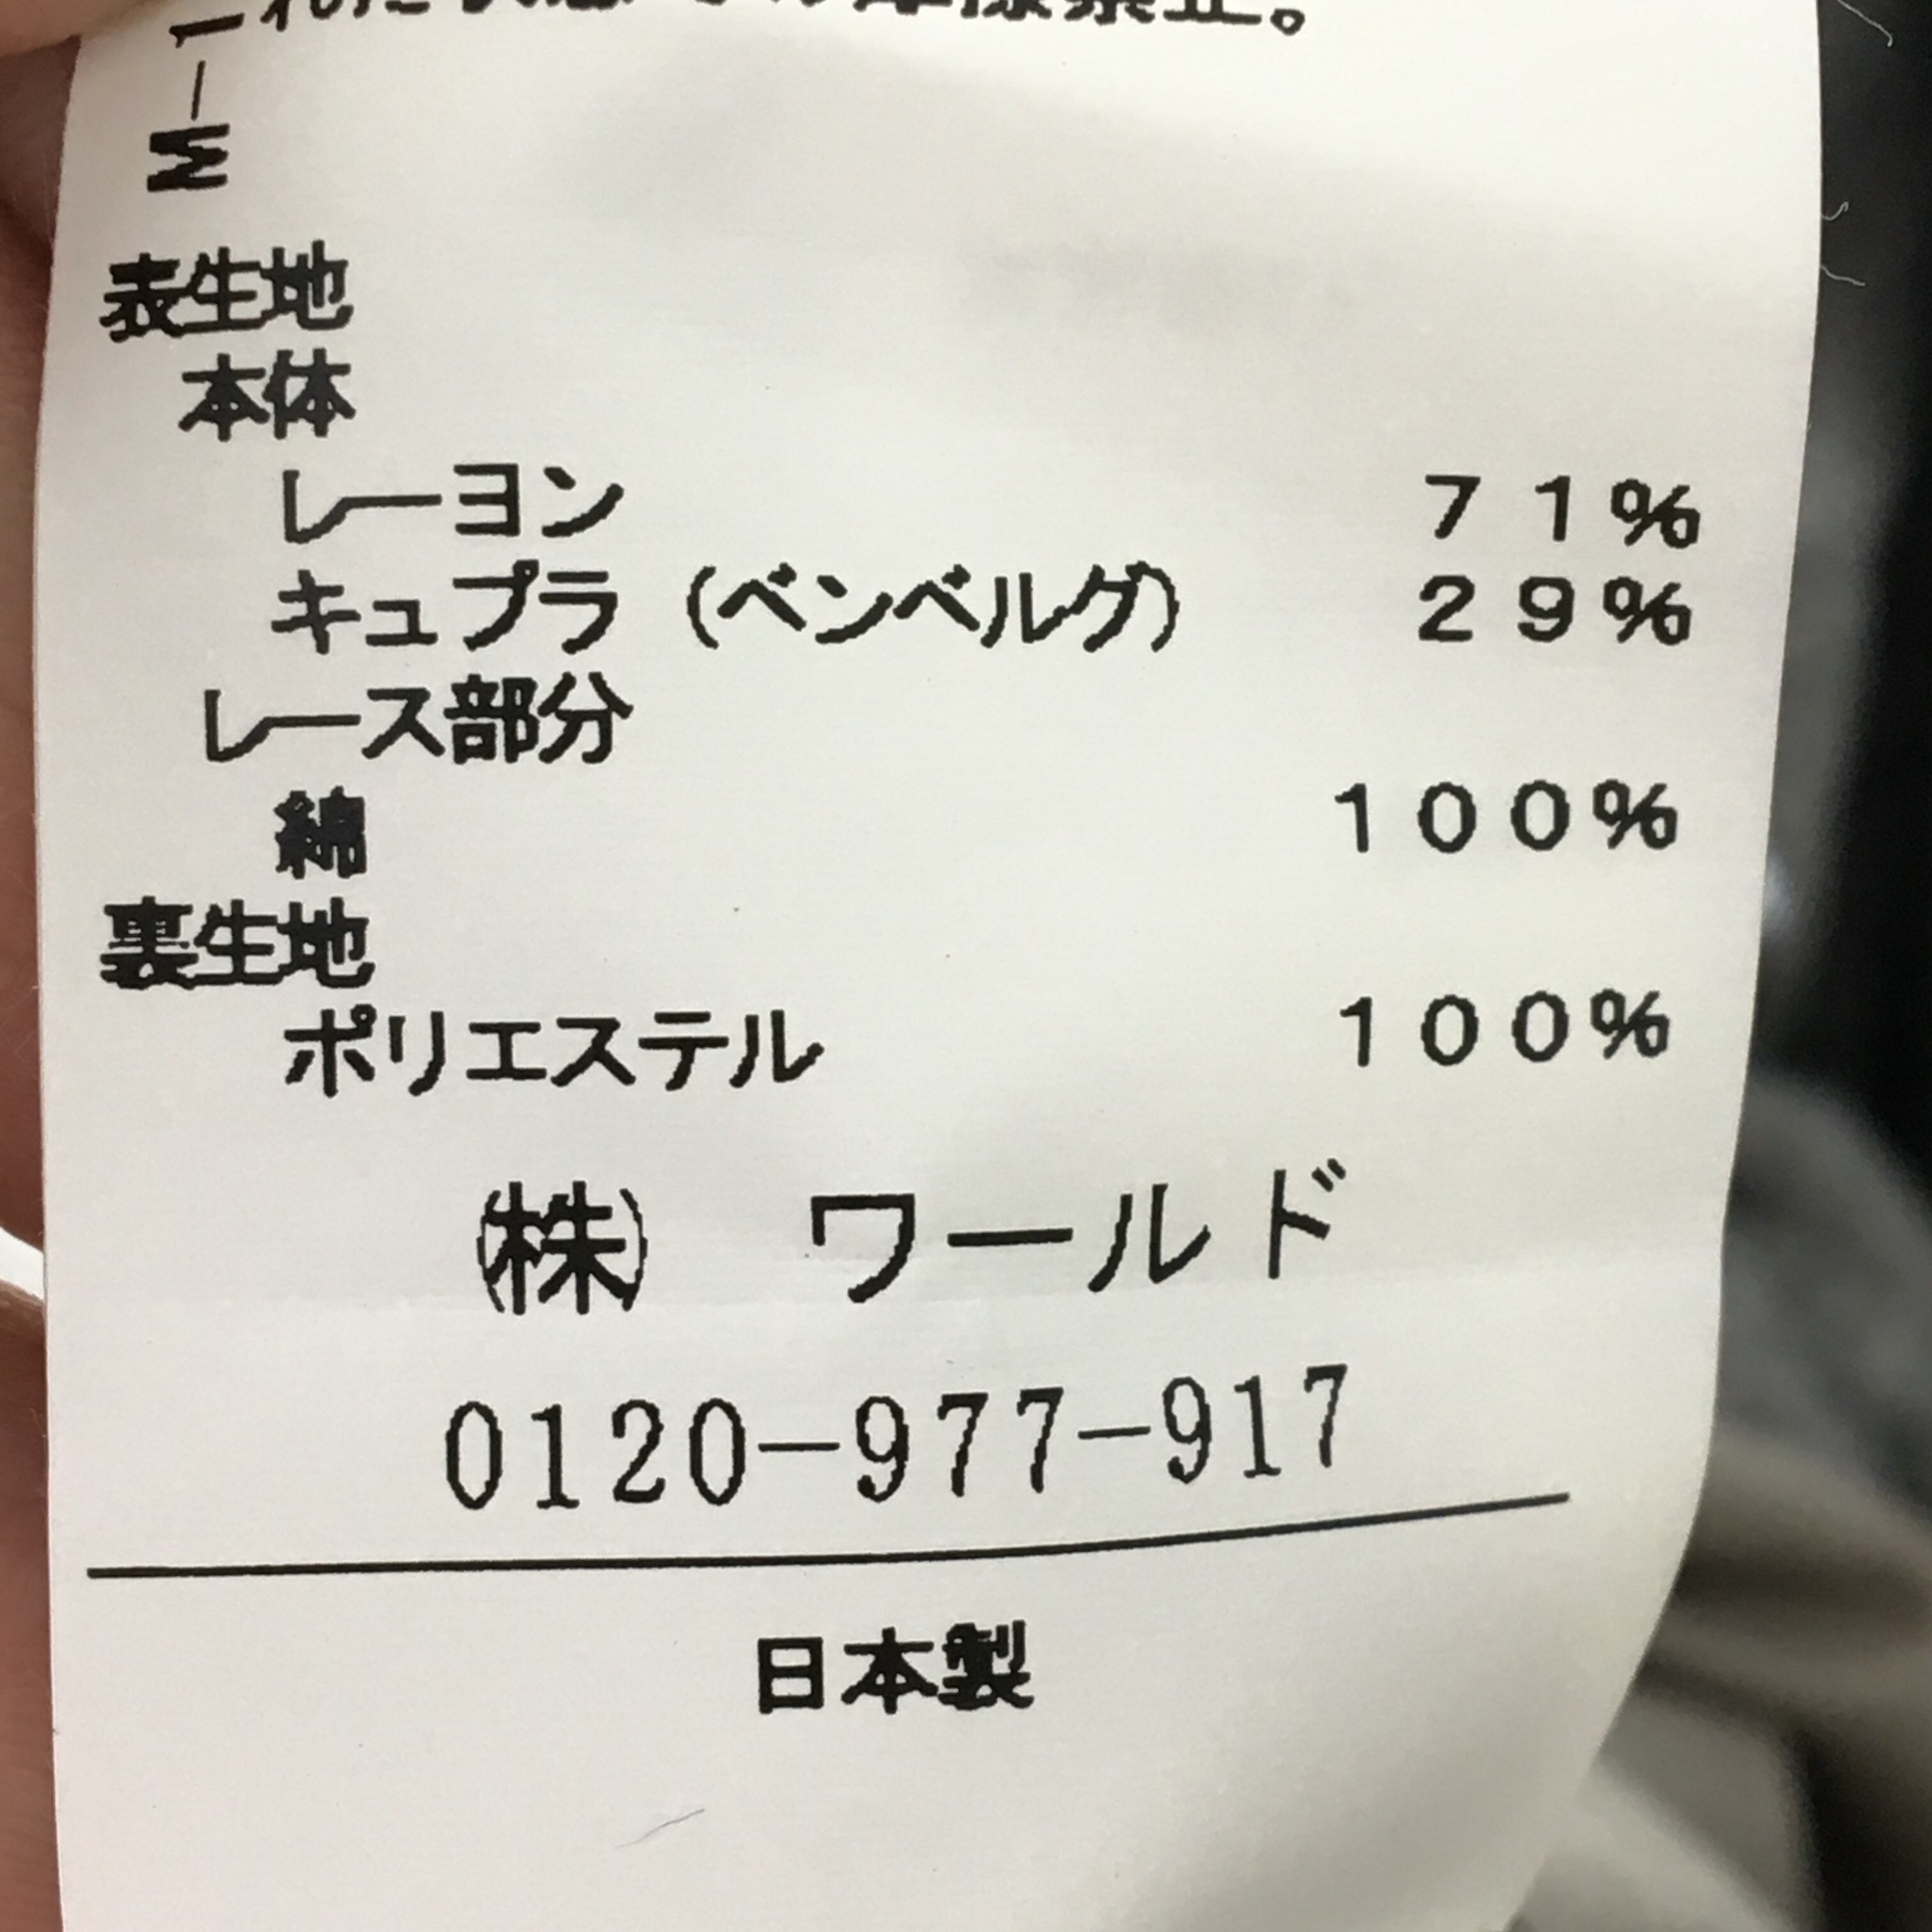 M-1
表生地
本体
レーヨン 71%
キュプラ (ベンベルグ) 29%
レース部分
綿 100%
裏生地
ポリエステル 100%
㈱ ワールド
0120-977-917
日本製